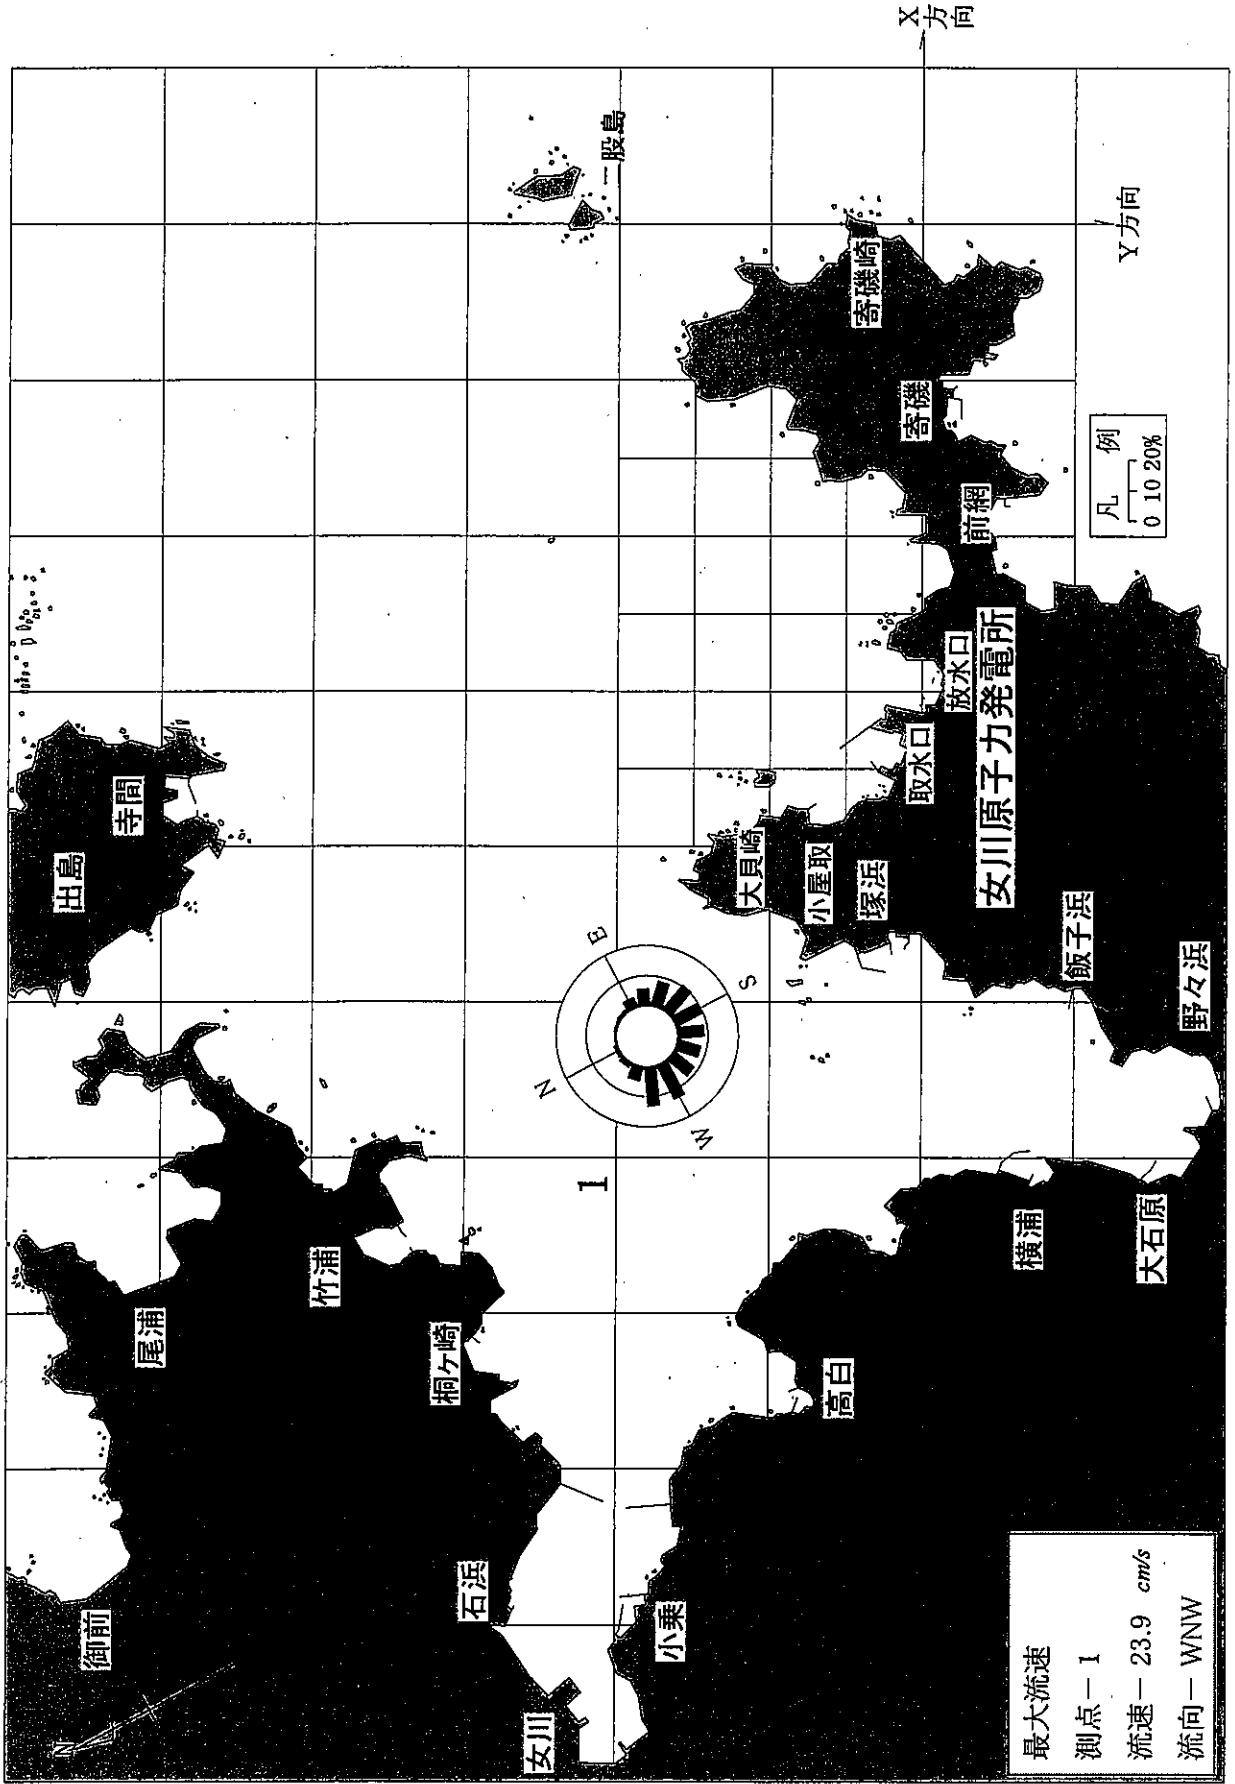 御前
尾浦
出島
寺間
竹浦
桐ヶ崎
石浜
女川
小乗
高白
横浦
大石原
野々浜
飯子浜
塚浜
小屋取
大貝崎
取水口
放水口
女川原子力発電所
前網
寄磯
寄磯崎
二股島
1
N
E
S
W
N
X
方
向
Y方向
凡 例
0 10 20%
最大流速
測点－1
流速－23.9 cm/s
流向－WNW